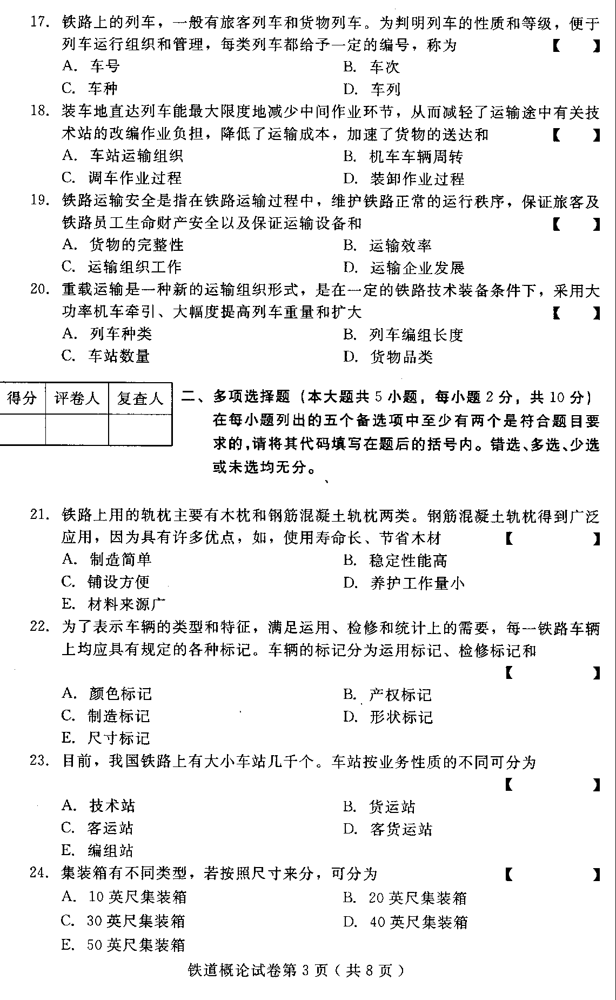 17. 铁路上的列车，一般有旅客列车和货物列车。为判明列车的性质和等级，便于
列车运行组织和管理，每类列车都给予一定的编号，称为 【 】
A. 车号 B. 车次
C. 车种 D. 车列
18. 装车地直达列车能最大限度地减少中间作业环节，从而减轻了运输途中有关技
术站的改编作业负担，降低了运输成本，加速了货物的送达和 【 】
A. 车站运输组织 B. 机车车辆周转
C. 调车作业过程 D. 装卸作业过程
19. 铁路运输安全是指在铁路运输过程中，维护铁路正常的运行秩序，保证旅客及
铁路员工生命财产安全以及保证运输设备和 【 】
A. 货物的完整性 B. 运输效率
C. 运输组织工作 D. 运输企业发展
20. 重载运输是一种新的运输组织形式，是在一定的铁路技术装备条件下，采用大
功率机车牵引、大幅度提高列车重量和扩大 【 】
A. 列车种类 B. 列车编组长度
C. 车站数量 D. 货物品类
得分 评卷人 复查人
二、多项选择题（本大题共 5 小题，每小题 2 分，共 10 分）
在每小题列出的五个备选项中至少有两个是符合题目要
求的,请将其代码填写在题后的括号内。错选、多选、少选
或未选均无分。
21. 铁路上用的轨枕主要有木枕和钢筋混凝土轨枕两类。钢筋混凝土轨枕得到广泛
应用，因为具有许多优点，如，使用寿命长、节省木材 【 】
A. 制造简单 B. 稳定性能高
C. 铺设方便 D. 养护工作量小
E. 材料来源广
22. 为了表示车辆的类型和特征，满足运用、检修和统计上的需要，每一铁路车辆
上均应具有规定的各种标记。车辆的标记分为运用标记、检修标记和
【 】
A. 颜色标记 B. 产权标记
C. 制造标记 D. 形状标记
E. 尺寸标记
23. 目前，我国铁路上有大小车站几千个。车站按业务性质的不同可分为
【 】
A. 技术站 B. 货运站
C. 客运站 D. 客货运站
E. 编组站
24. 集装箱有不同类型，若按照尺寸来分，可分为 【 】
A. 10 英尺集装箱 B. 20 英尺集装箱
C. 30 英尺集装箱 D. 40 英尺集装箱
E. 50 英尺集装箱
铁道概论试卷第 3 页（共 8 页）